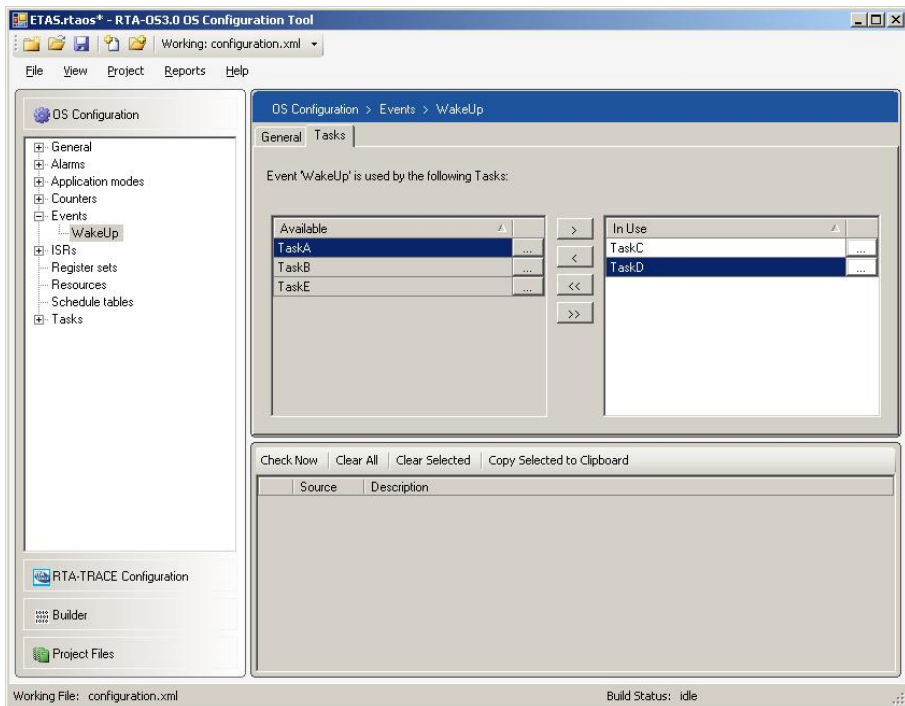 ETAS.rtaos* - RTA-OS3.0 OS Configuration Tool
Working: configuration.xml
File View Project Reports Help
OS Configuration
General
Alarms
Application modes
Counters
Events
WakeUp
ISRs
Register sets
Resources
Schedule tables
Tasks
RTA-TRACE Configuration
Builder
Project Files
OS Configuration > Events > WakeUp
General Tasks
Event 'WakeUp' is used by the following Tasks:
Available
TaskA ...
TaskB ...
TaskE ...
>
<
<<
>>
In Use
TaskC ...
TaskD ...
Check Now Clear All Clear Selected Copy Selected to Clipboard
Source Description
Working File: configuration.xml Build Status: idle